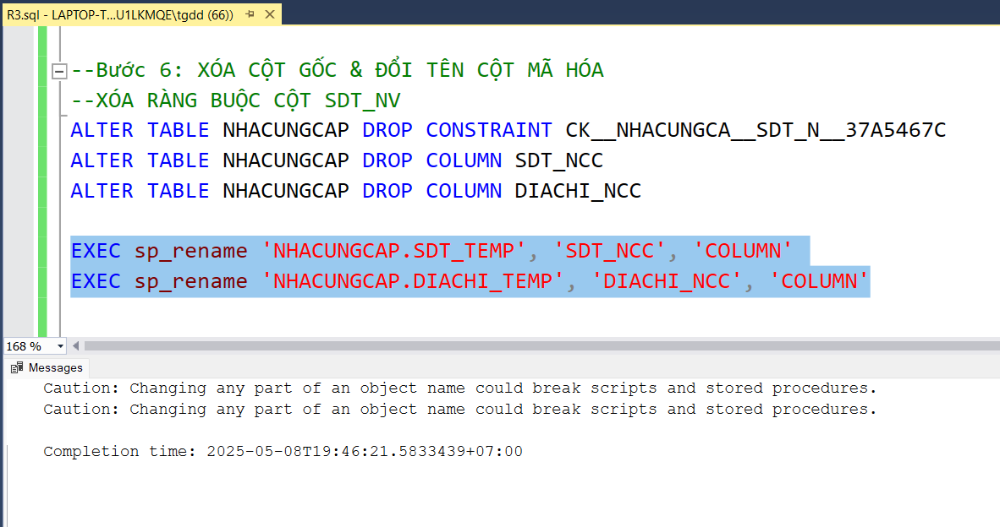 R3.sql - LAPTOP-T...U1LKMQE\tgdd (66))
--Bước 6: XÓA CỘT GỐC & ĐỔI TÊN CỘT MÃ HÓA
--XÓA RÀNG BUỘC CỘT SDT_NV
ALTER TABLE NHACUNGCAP DROP CONSTRAINT CK__NHACUNGCA__SDT_N__37A5467C
ALTER TABLE NHACUNGCAP DROP COLUMN SDT_NCC
ALTER TABLE NHACUNGCAP DROP COLUMN DIACHI_NCC
EXEC sp_rename 'NHACUNGCAP.SDT_TEMP', 'SDT_NCC', 'COLUMN'
EXEC sp_rename 'NHACUNGCAP.DIACHI_TEMP', 'DIACHI_NCC', 'COLUMN'
168 %
Messages
Caution: Changing any part of an object name could break scripts and stored procedures.
Caution: Changing any part of an object name could break scripts and stored procedures.
Completion time: 2025-05-08T19:46:21.5833439+07:00